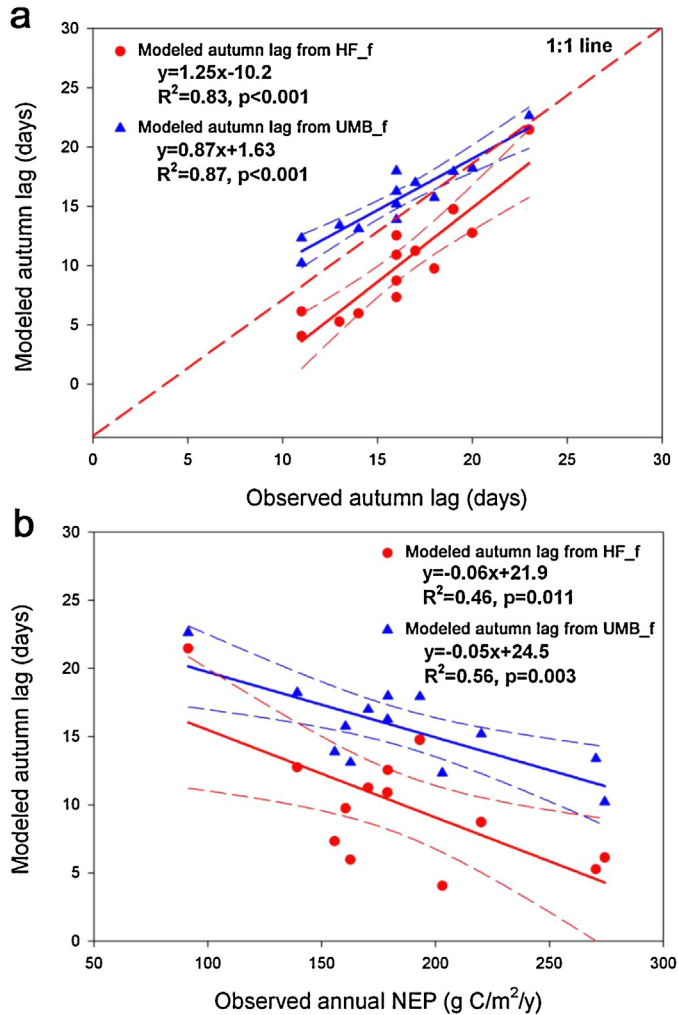 a
30
25
20
15
10
5
0
Modeled autumn lag (days)
Modeled autumn lag from HF_f
y=1.25x-10.2
R²=0.83, p<0.001
Modeled autumn lag from UMB_f
y=0.87x+1.63
R²=0.87, p<0.001
1:1 line
0 5 10 15 20 25 30
Observed autumn lag (days)
b
30
25
20
15
10
5
0
Modeled autumn lag (days)
Modeled autumn lag from HF_f
y=-0.06x+21.9
R²=0.46, p=0.011
Modeled autumn lag from UMB_f
y=-0.05x+24.5
R²=0.56, p=0.003
50 100 150 200 250 300
Observed annual NEP (g C/m²/y)